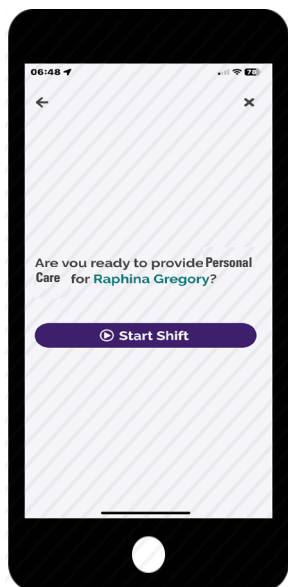 06:48
78
Are you ready to provide Personal
Care for Raphina Gregory?
Start Shift